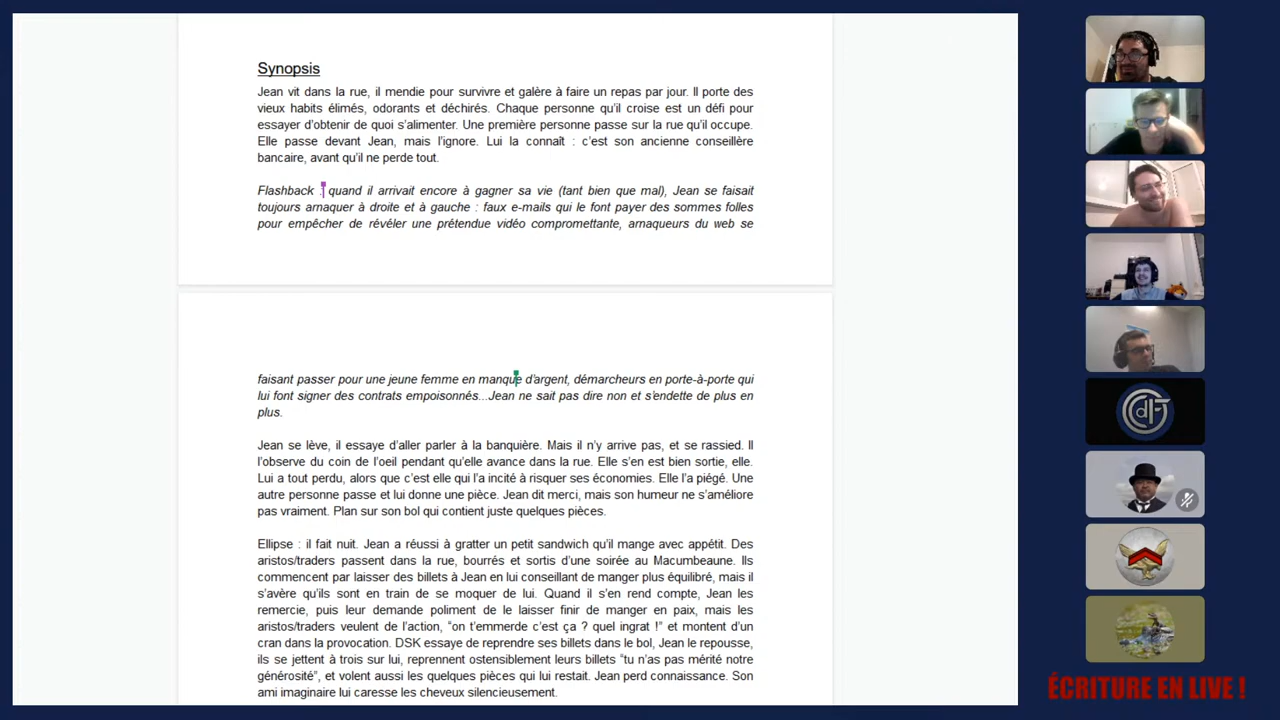 Synopsis
Jean vit dans la rue, il mendie pour survivre et galère à faire un repas par jour. Il porte des
vieux habits élimés, odorants et déchirés. Chaque personne qu'il croise est un défi pour
essayer d'obtenir de quoi s'alimenter. Une première personne passe sur la rue qu'il occupe.
Elle passe devant Jean, mais l'ignore. Lui la connaît : c'est son ancienne conseillère
bancaire, avant qu'il ne perde tout.
Flashback : quand il arrivait encore à gagner sa vie (tant bien que mal), Jean se faisait
toujours arnaquer à droite et à gauche : faux e-mails qui le font payer des sommes folles
pour empêcher de révéler une prétendue vidéo compromettante, arnaqueurs du web se
faisant passer pour une jeune femme en manque d'argent, démarcheurs en porte-à-porte qui
lui font signer des contrats empoisonnés...Jean ne sait pas dire non et s'endette de plus en
plus.
Jean se lève, il essaye d'aller parler à la banquière. Mais il n'y arrive pas, et se rassied. Il
l'observe du coin de l'oeil pendant qu'elle avance dans la rue. Elle s'en est bien sortie, elle.
Lui a tout perdu, alors que c'est elle qui l'a incité à risquer ses économies. Elle l'a piégé. Une
autre personne passe et lui donne une pièce. Jean dit merci, mais son humeur ne s'améliore
pas vraiment. Plan sur son bol qui contient juste quelques pièces.
Ellipse : il fait nuit. Jean a réussi à gratter un petit sandwich qu'il mange avec appétit. Des
aristos/traders passent dans la rue, bourrés et sortis d'une soirée au Macumbeaune. Ils
commencent par laisser des billets à Jean en lui conseillant de manger plus équilibré, mais il
s'avère qu'ils sont en train de se moquer de lui. Quand il s'en rend compte, Jean les
remercie, puis leur demande poliment de le laisser finir de manger en paix, mais les
aristos/traders veulent de l'action, "on t'emmerde c'est ça ? quel ingrat !" et montent d'un
cran dans la provocation. DSK essaye de reprendre ses billets dans le bol, Jean le repousse,
ils se jettent à trois sur lui, reprennent ostensiblement leurs billets "tu n'as pas mérité notre
générosité", et volent aussi les quelques pièces qui lui restait. Jean perd connaissance. Son
ami imaginaire lui caresse les cheveux silencieusement.
ÉCRITURE EN LIVE !